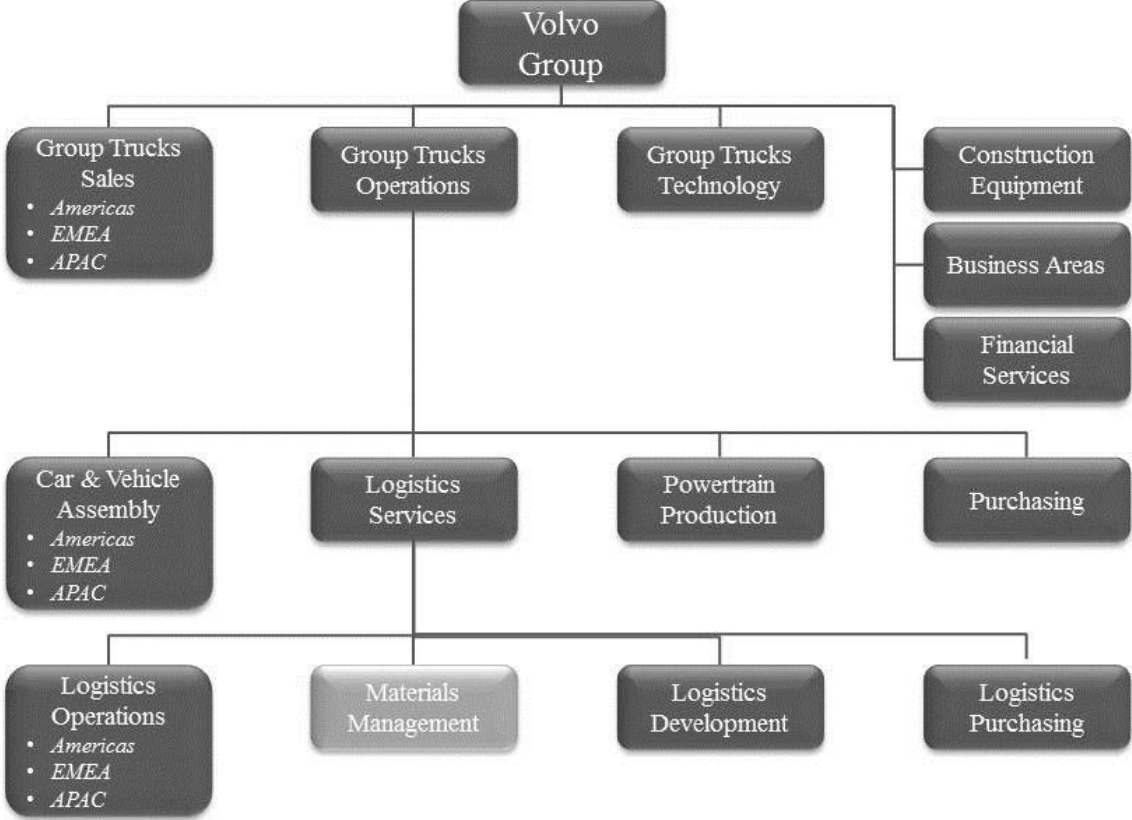 Volvo
Group
Group Trucks
Sales
• Americas
• EMEA
• APAC
Group Trucks
Operations
Group Trucks
Technology
Construction
Equipment
Business Areas
Financial
Services
Car & Vehicle
Assembly
• Americas
• EMEA
• APAC
Logistics
Services
Powertrain
Production
Purchasing
Logistics
Operations
• Americas
• EMEA
• APAC
Materials
Management
Logistics
Development
Logistics
Purchasing